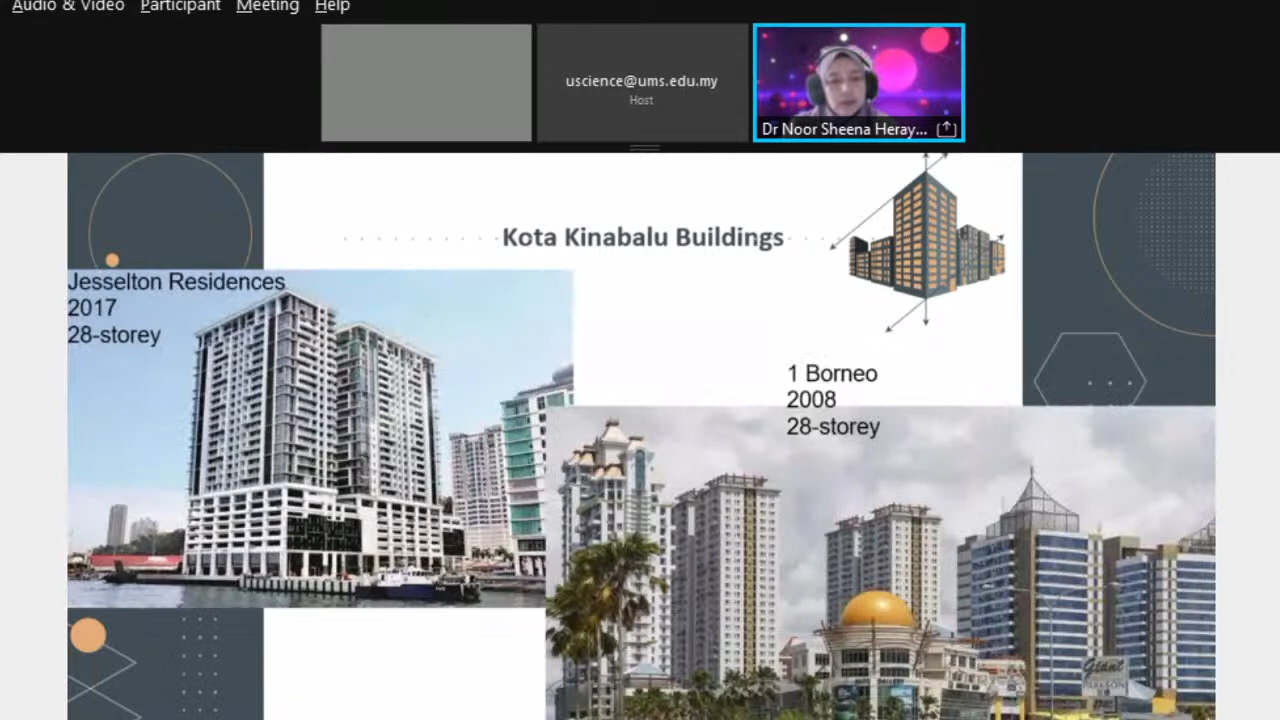 Audio & Video Participant Meeting Help
uscience@ums.edu.my
Host
Dr Noor Sheena Heray...
Kota Kinabalu Buildings
Jesselton Residences
2017
28-storey
1 Borneo
2008
28-storey
Giant